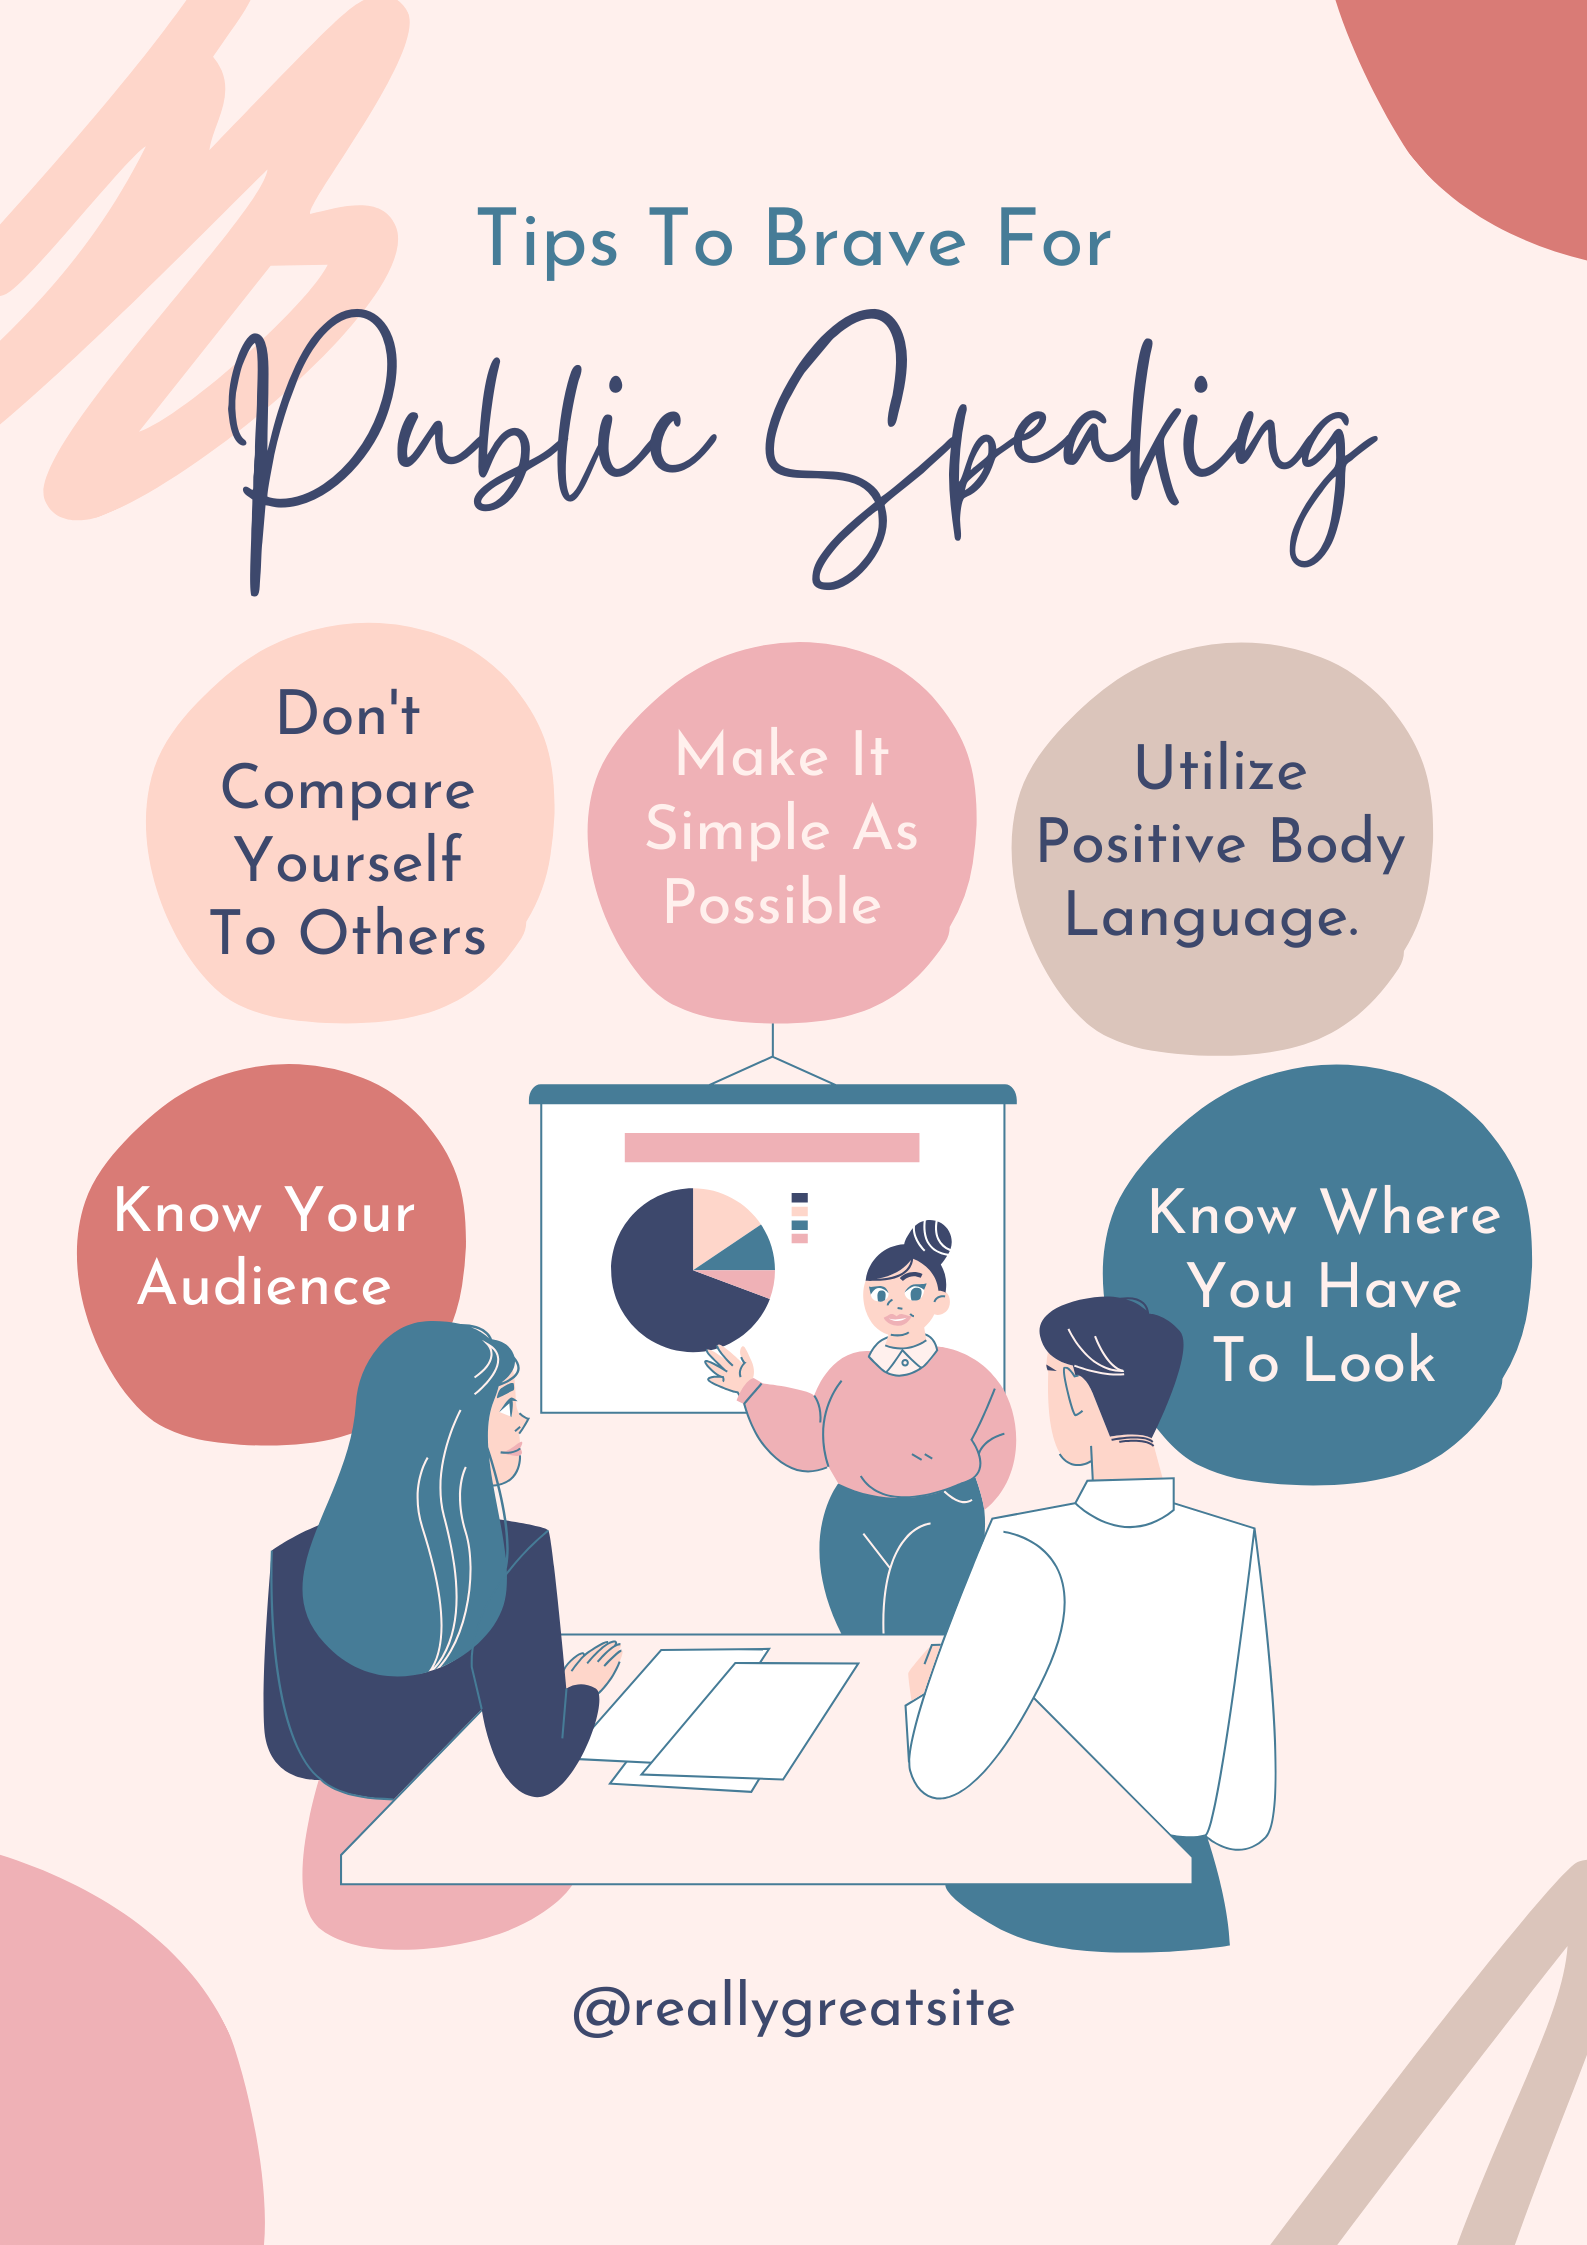 Tips To Brave For
Public Speaking
Don't
Compare
Yourself
To Others
Make It
Simple As
Possible
Utilize
Positive Body
Language.
Know Your
Audience
Know Where
You Have
To Look
@reallygreatsite